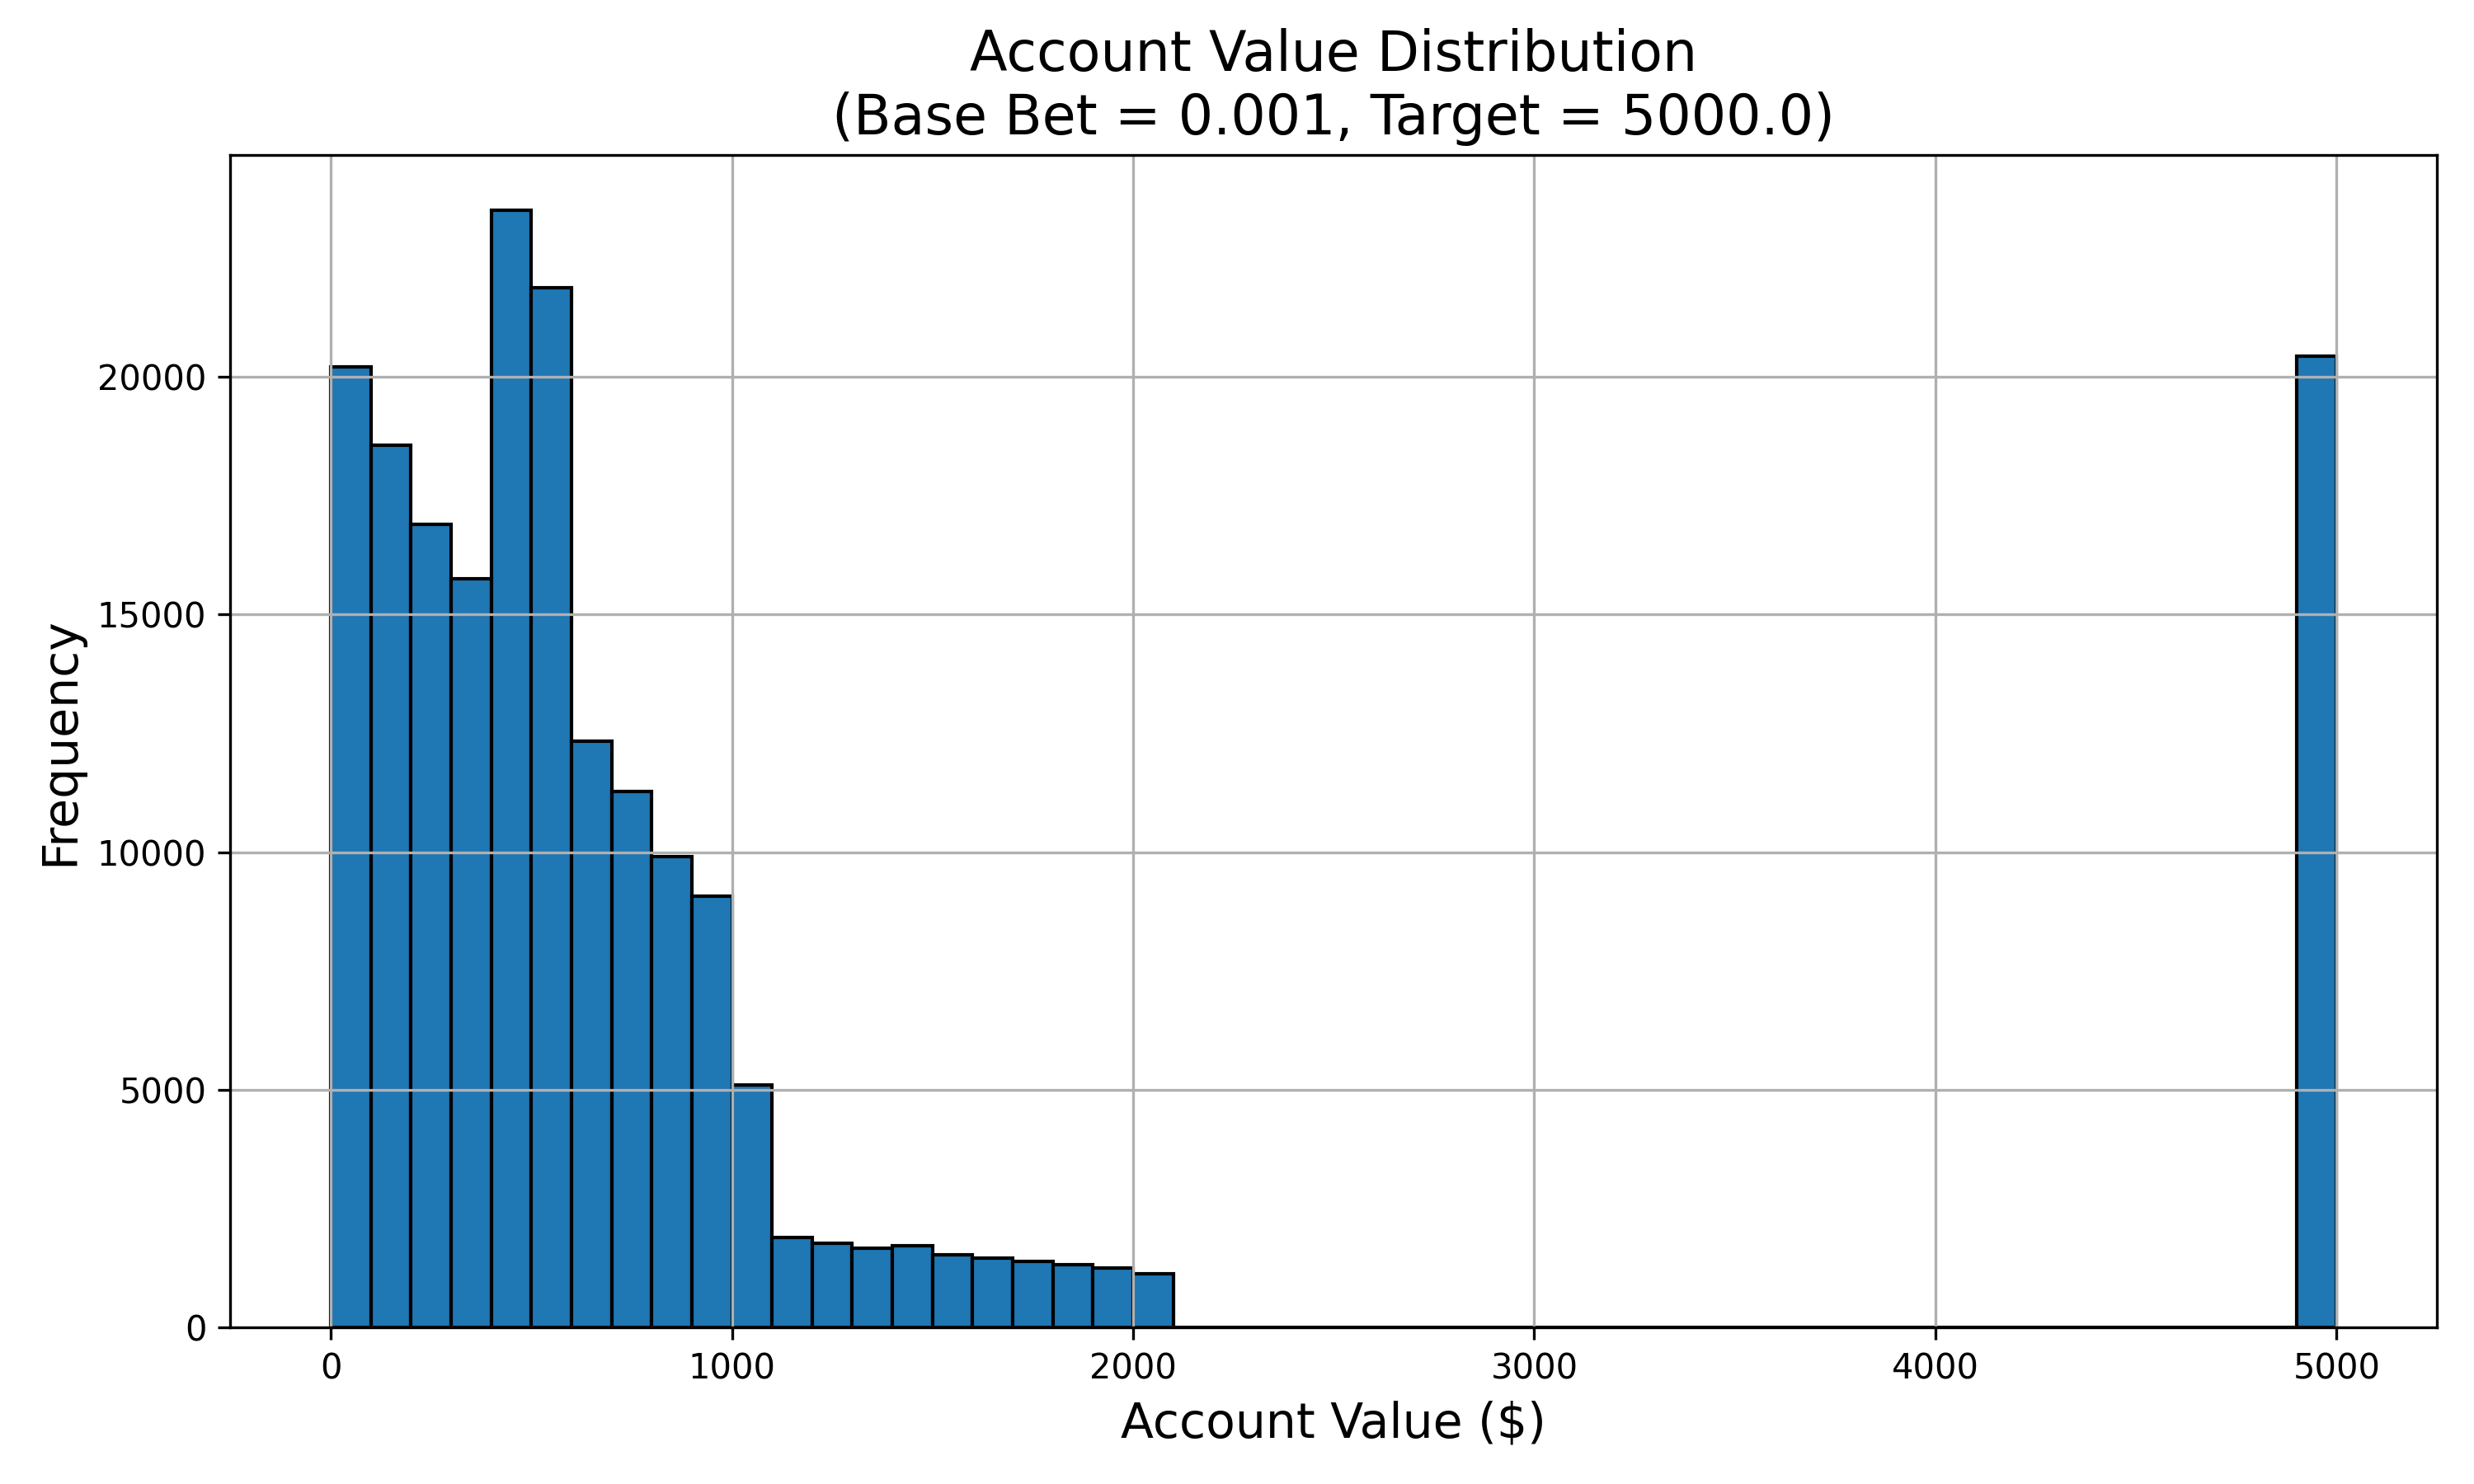 Account Value Distribution
(Base Bet = 0.001, Target = 5000.0)
Frequency
20000
15000
10000
5000
0
0 1000 2000 3000 4000 5000
Account Value ($)